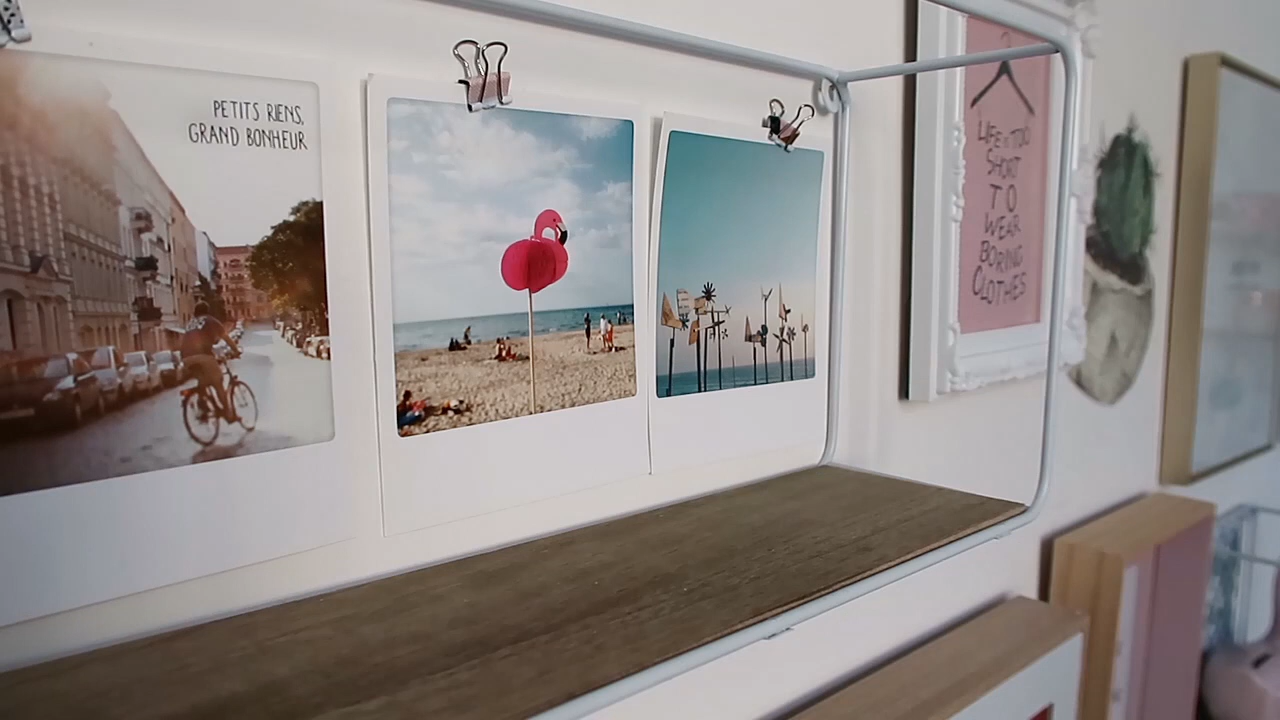 PETITS RIENS,
GRAND BONHEUR
LIFE IS TOO
SHORT
TO
WEAR
BORING
CLOTHES